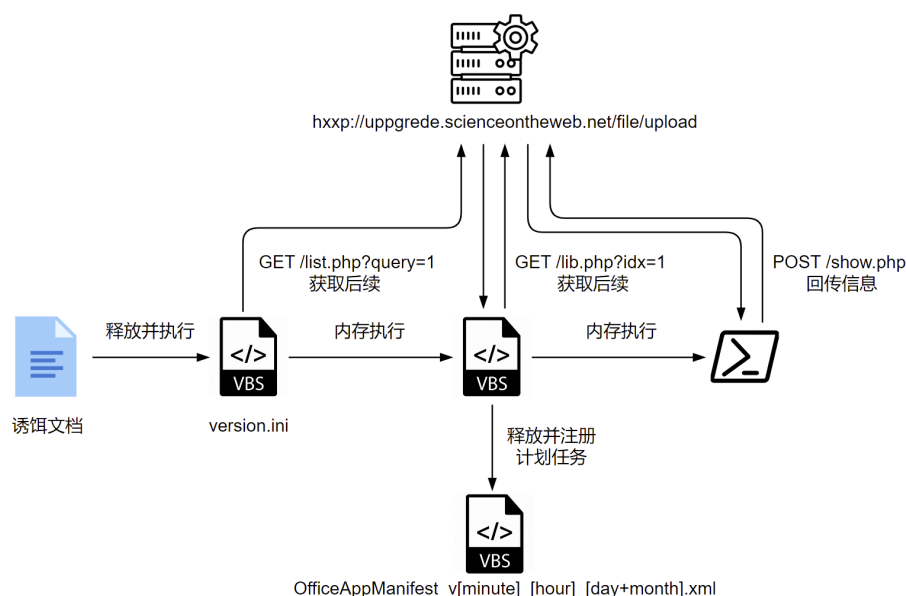 hxxp://uppgrede.scienceontheweb.net/file/upload
GET /list.php?query=1
获取后续
GET /lib.php?idx=1
获取后续
POST /show.php
回传信息
释放并执行
内存执行
内存执行
</>
VBS
</>
VBS
诱饵文档
version.ini
释放并注册
计划任务
</>
VBS
OfficeAppManifest_v[minute]_[hour]_[day+month].xml